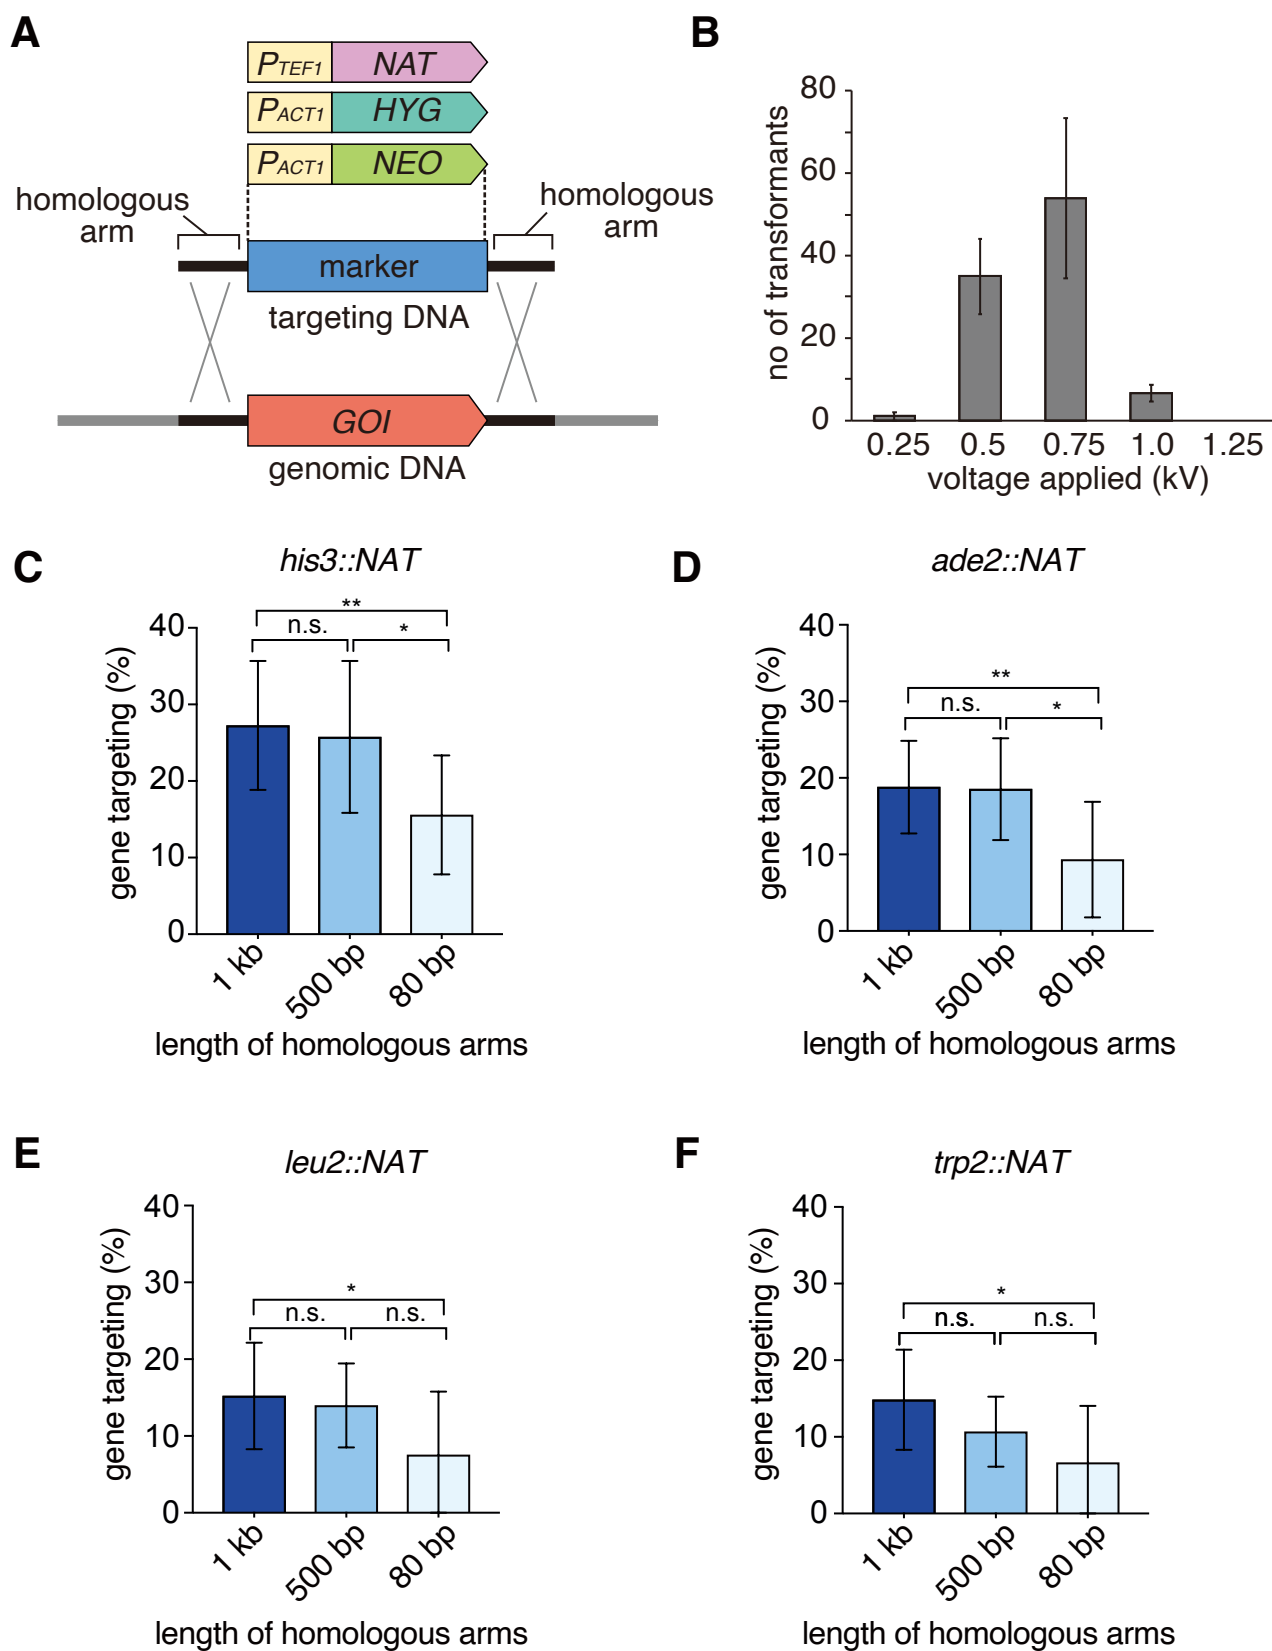 A
PTEF1 NAT
PACT1 HYG
PACT1 NEO
homologous
arm
homologous
arm
marker
targeting DNA
GOI
genomic DNA
B
no of transformants
80
60
40
20
0
0.25 0.5 0.75 1.0 1.25
voltage applied (kV)
C
his3::NAT
gene targeting (%)
40
30
20
10
0
**
n.s. *
1 kb
500 bp
80 bp
length of homologous arms
D
ade2::NAT
gene targeting (%)
40
30
20
10
0
**
n.s. *
1 kb
500 bp
80 bp
length of homologous arms
E
leu2::NAT
gene targeting (%)
40
30
20
10
0
*
n.s. n.s.
1 kb
500 bp
80 bp
length of homologous arms
F
trp2::NAT
gene targeting (%)
40
30
20
10
0
*
n.s. n.s.
1 kb
500 bp
80 bp
length of homologous arms